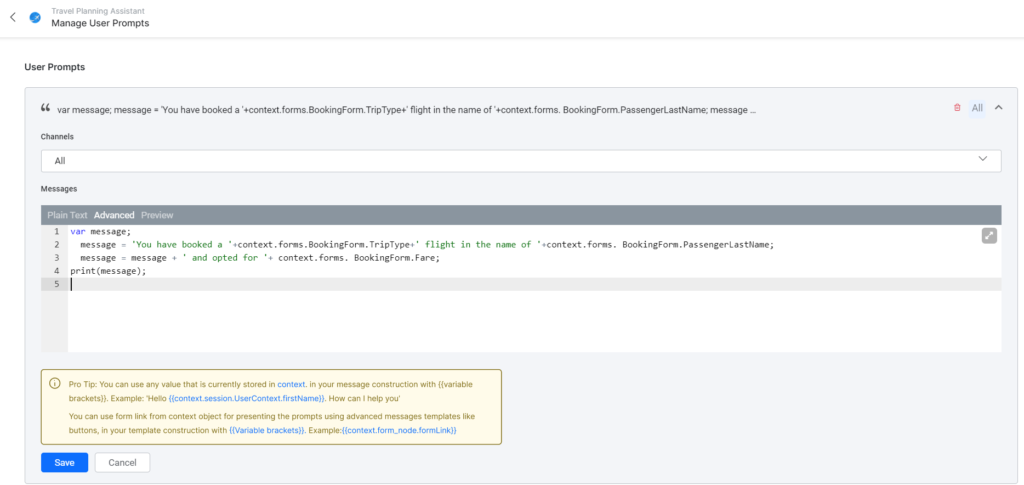 Travel Planning Assistant
Manage User Prompts
User Prompts
“ var message; message = 'You have booked a '+context.forms.BookingForm.TripType+' flight in the name of '+context.forms. BookingForm.PassengerLastName; message ...
All
Channels
All
Messages
Plain Text Advanced Preview
1 var message;
2 message = 'You have booked a '+context.forms.BookingForm.TripType+' flight in the name of '+context.forms. BookingForm.PassengerLastName;
3 message = message + ' and opted for '+ context.forms. BookingForm.Fare;
4 print(message);
5
Pro Tip: You can use any value that is currently stored in context. in your message construction with {{variable
brackets}}. Example: 'Hello {{context.session.UserContext.firstName}}. How can I help you'
You can use form link from context object for presenting the prompts using advanced messages templates like
buttons, in your template construction with {{Variable brackets}}. Example:{{context.form_node.formLink}}
Save Cancel